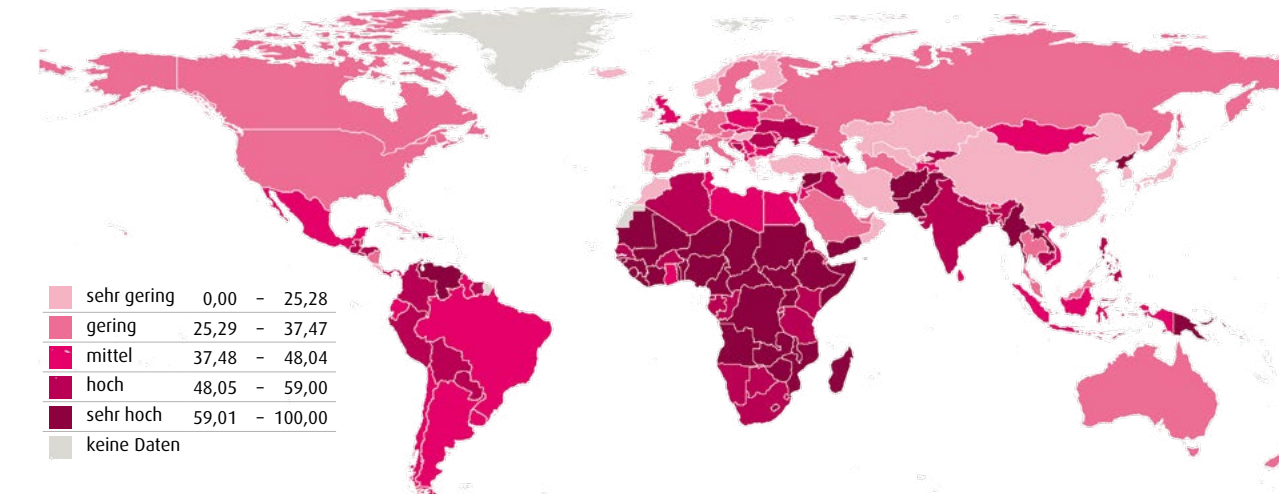 sehr gering 0,00 – 25,28
gering 25,29 – 37,47
mittel 37,48 – 48,04
hoch 48,05 – 59,00
sehr hoch 59,01 – 100,00
keine Daten